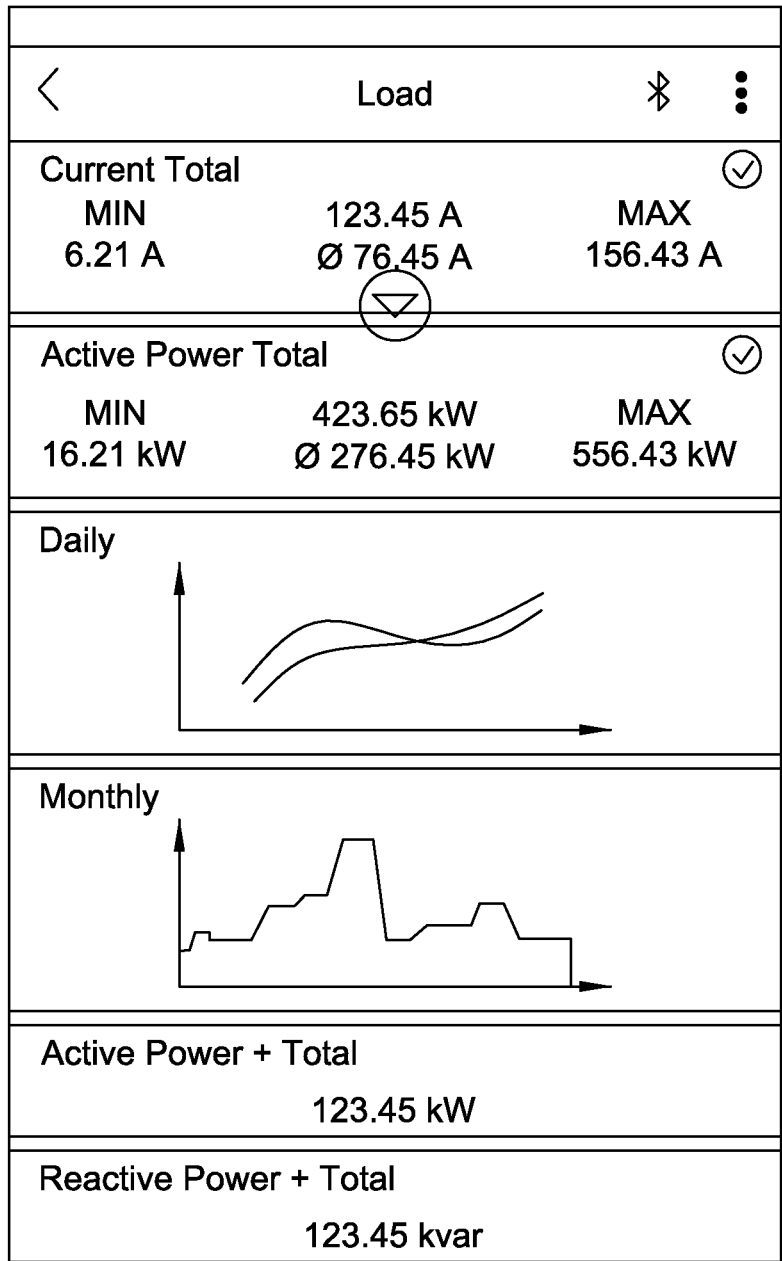 Load
Current Total
MIN 123.45 A MAX
6.21 A Ø 76.45 A 156.43 A
Active Power Total
MIN 423.65 kW MAX
16.21 kW Ø 276.45 kW 556.43 kW
Daily
Monthly
Active Power + Total
123.45 kW
Reactive Power + Total
123.45 kvar